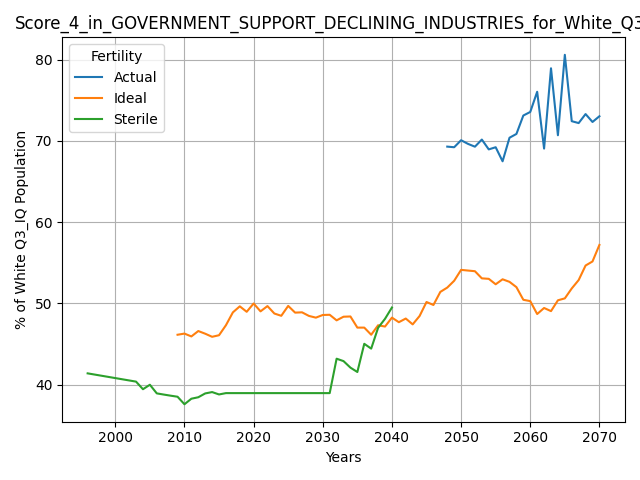 Score_4_in_GOVERNMENT_SUPPORT_DECLINING_INDUSTRIES_for_White_Q3
Fertility
Actual
Ideal
Sterile
% of White Q3_IQ Population
80
70
60
50
40
2000 2010 2020 2030 2040 2050 2060 2070
Years